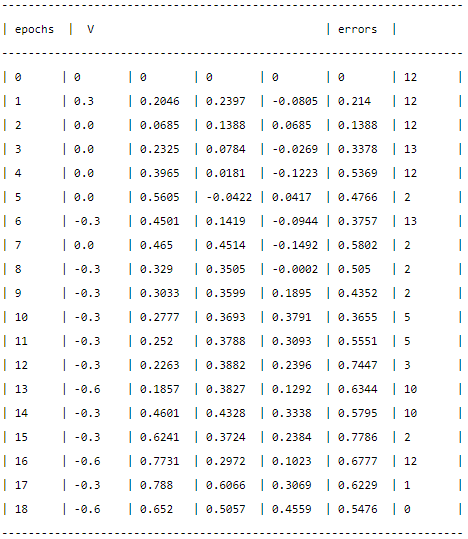 | epochs | V | errors |
| 0 | 0 | 0 | 0 | 0 | 0 | 12 |
| 1 | 0.3 | 0.2046 | 0.2397 | -0.0805 | 0.214 | 12 |
| 2 | 0.0 | 0.0685 | 0.1388 | 0.0685 | 0.1388 | 12 |
| 3 | 0.0 | 0.2325 | 0.0784 | -0.0269 | 0.3378 | 13 |
| 4 | 0.0 | 0.3965 | 0.0181 | -0.1223 | 0.5369 | 12 |
| 5 | 0.0 | 0.5605 | -0.0422 | 0.0417 | 0.4766 | 2 |
| 6 | -0.3 | 0.4501 | 0.1419 | -0.0944 | 0.3757 | 13 |
| 7 | 0.0 | 0.465 | 0.4514 | -0.1492 | 0.5802 | 2 |
| 8 | -0.3 | 0.329 | 0.3505 | -0.0002 | 0.505 | 2 |
| 9 | -0.3 | 0.3033 | 0.3599 | 0.1895 | 0.4352 | 2 |
| 10 | -0.3 | 0.2777 | 0.3693 | 0.3791 | 0.3655 | 5 |
| 11 | -0.3 | 0.252 | 0.3788 | 0.3093 | 0.5551 | 5 |
| 12 | -0.3 | 0.2263 | 0.3882 | 0.2396 | 0.7447 | 3 |
| 13 | -0.6 | 0.1857 | 0.3827 | 0.1292 | 0.6344 | 10 |
| 14 | -0.3 | 0.4601 | 0.4328 | 0.3338 | 0.5795 | 10 |
| 15 | -0.3 | 0.6241 | 0.3724 | 0.2384 | 0.7786 | 2 |
| 16 | -0.6 | 0.7731 | 0.2972 | 0.1023 | 0.6777 | 12 |
| 17 | -0.3 | 0.788 | 0.6066 | 0.3069 | 0.6229 | 1 |
| 18 | -0.6 | 0.652 | 0.5057 | 0.4559 | 0.5476 | 0 |